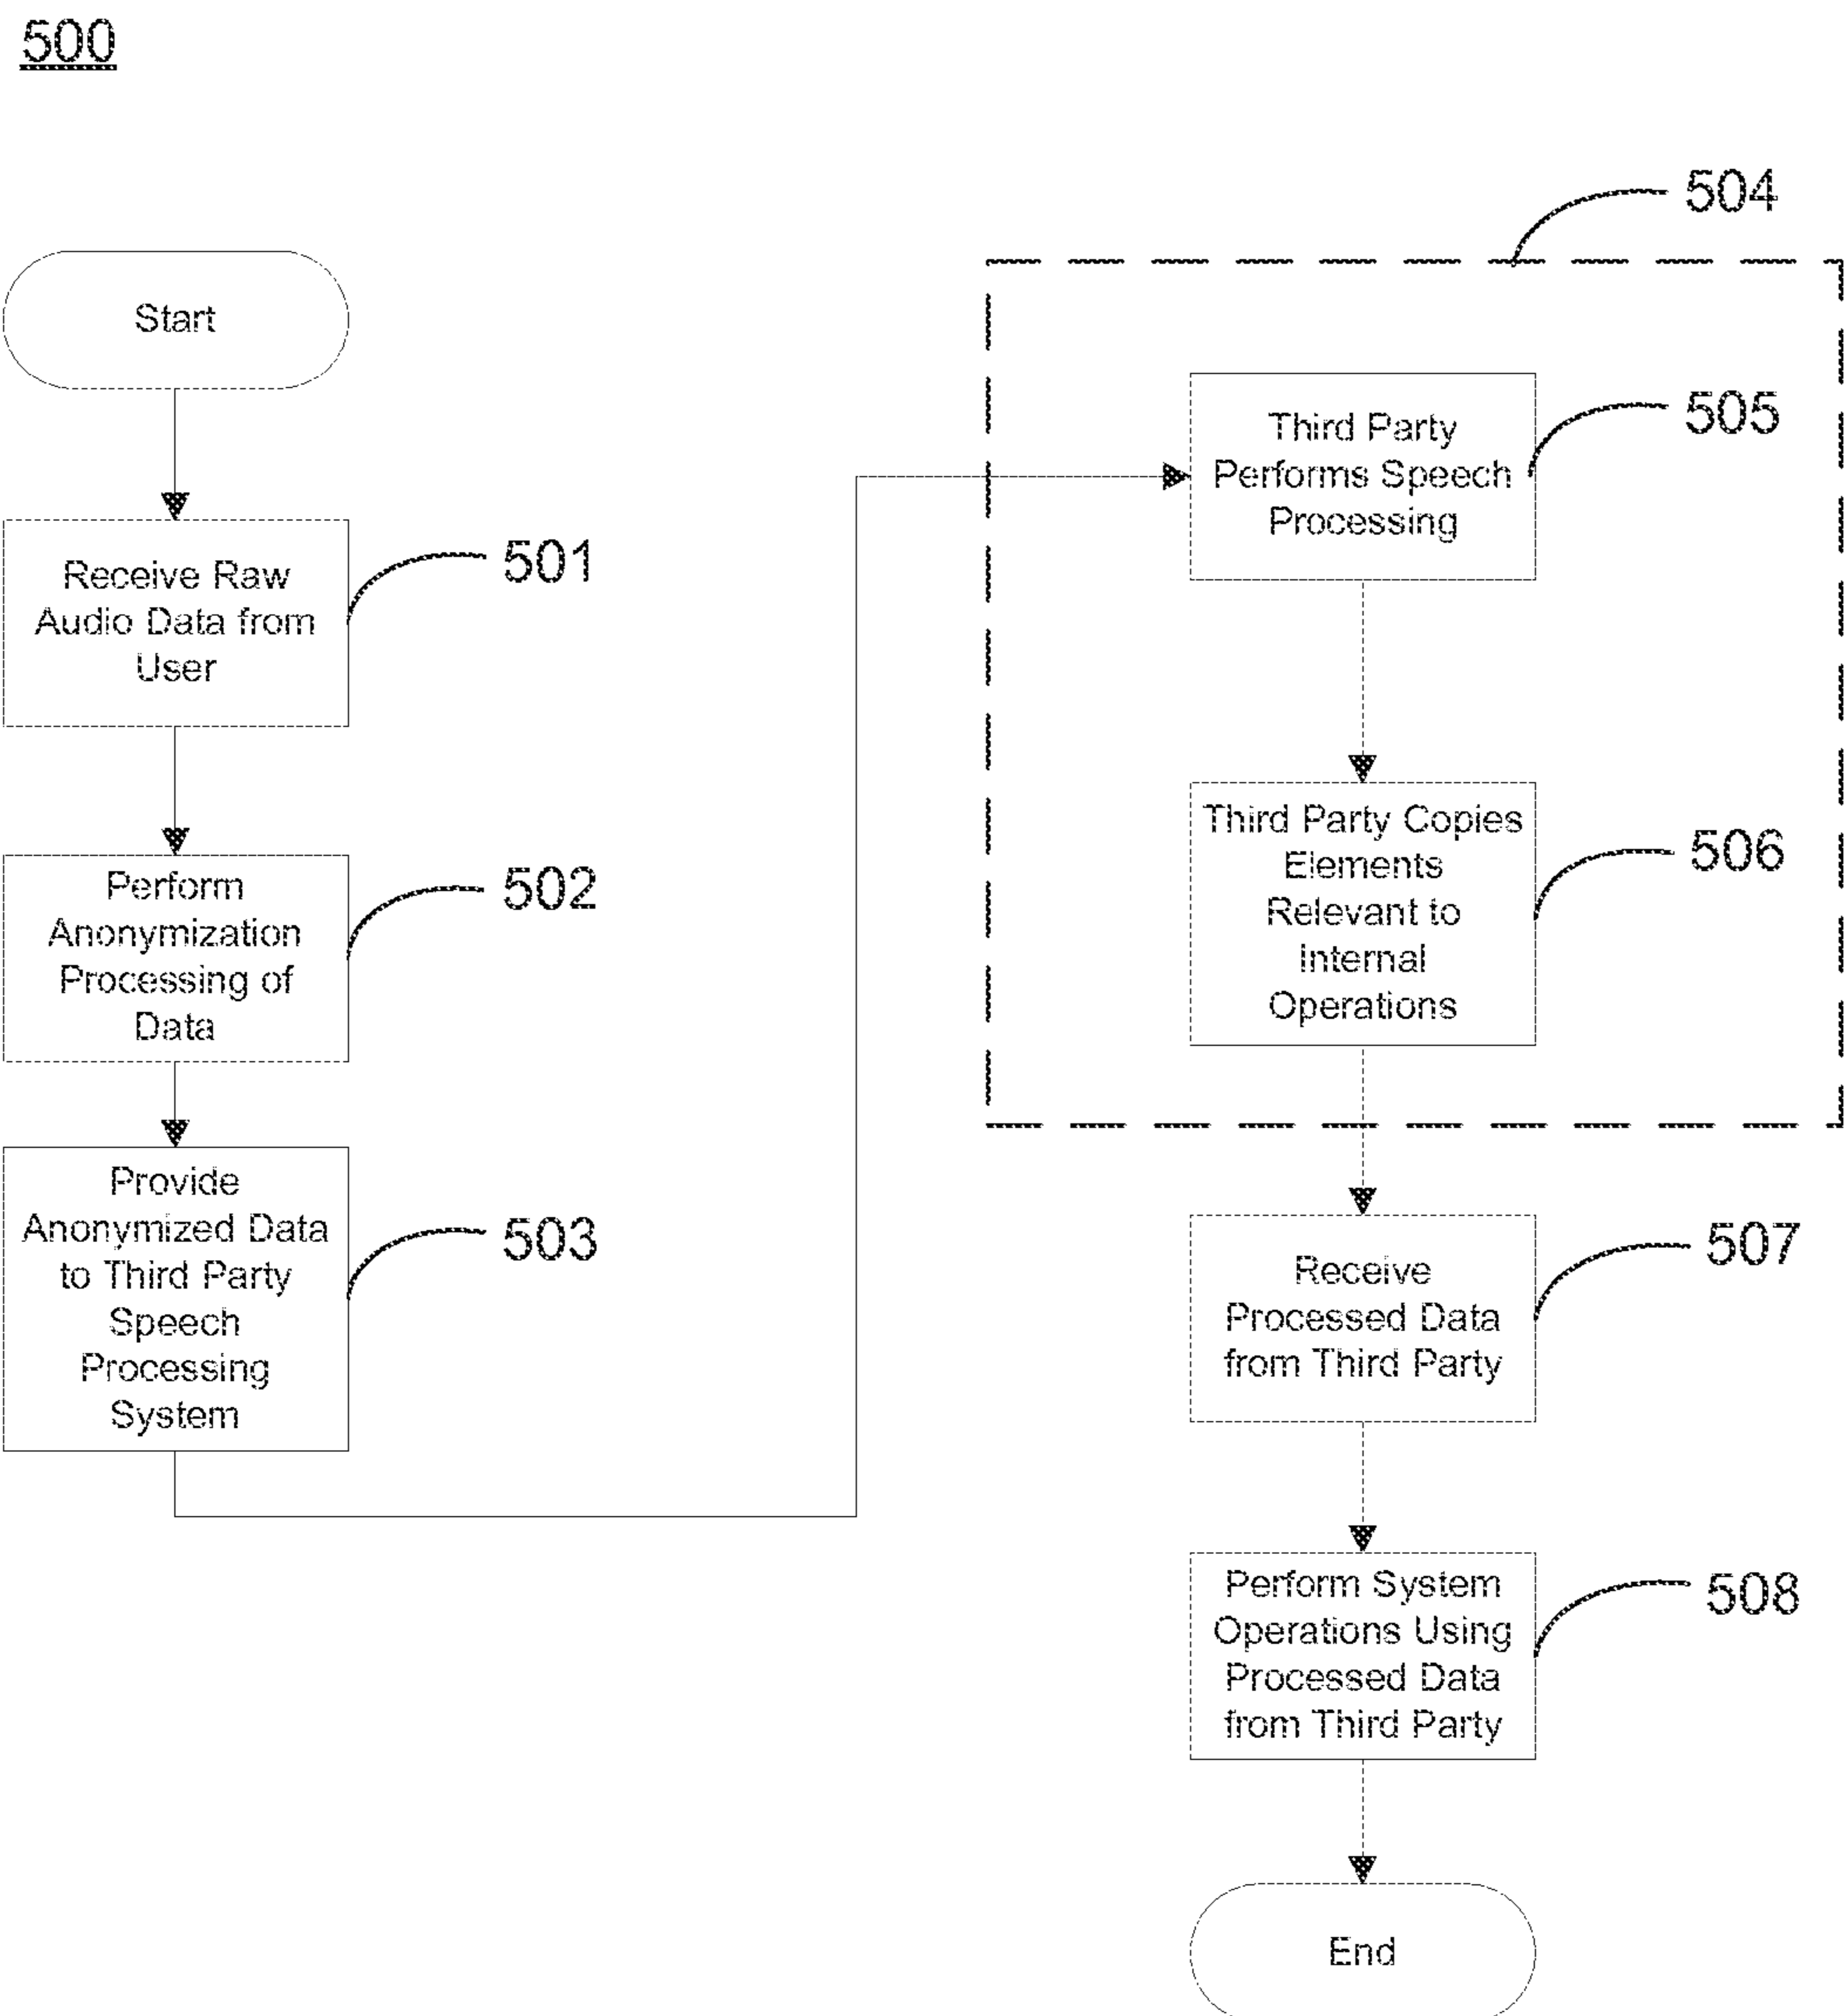 500
Start
Receive Raw
Audio Data from
User
501
Perform
Anonymization
Processing of
Data
502
Provide
Anonymized Data
to Third Party
Speech
Processing
System
503
504
Third Party
Performs Speech
Processing
505
Third Party Copies
Elements
Relevant to
Internal
Operations
506
Receive
Processed Data
from Third Party
507
Perform System
Operations Using
Processed Data
from Third Party
508
End